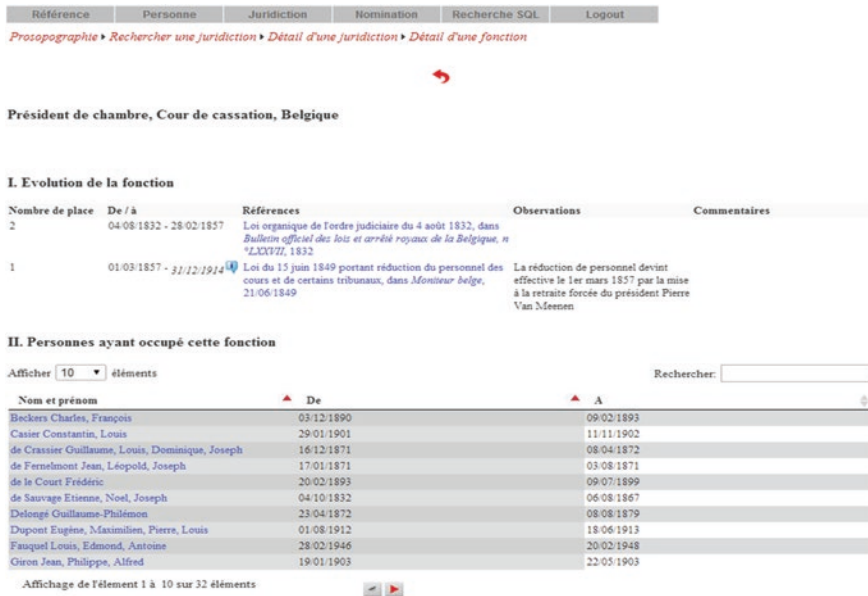 Référence Personne Juridiction Nomination Recherche SQL Logout
Prosopographie ▸ Rechercher une juridiction ▸ Détail d'une juridiction ▸ Détail d'une fonction
Président de chambre, Cour de cassation, Belgique
I. Evolution de la fonction
Nombre de place De / à Références Observations Commentaires
2 04/08/1832 - 28/02/1857 Loi organique de l'ordre judiciaire du 4 août 1832, dans
Bulletin officiel des lois et arrêté royaux de la Belgique, n
°LXXVII, 1832
1 01/03/1857 - 31/12/1914 Loi du 15 juin 1849 portant réduction du personnel des La réduction de personnel devint
cours et de certains tribunaux, dans Moniteur belge, effective le 1er mars 1857 par la mise
21/06/1849 à la retraite forcée du président Pierre
Van Meenen
II. Personnes ayant occupé cette fonction
Afficher 10 éléments Rechercher:
Nom et prénom De A
Beckers Charles, François 03/12/1890 09/02/1893
Casier Constantin, Louis 29/01/1901 11/11/1902
de Crassier Guillaume, Louis, Dominique, Joseph 16/12/1871 08/04/1872
de Fernelmont Jean, Léopold, Joseph 17/01/1871 03/08/1871
de le Court Frédéric 20/02/1893 09/07/1899
de Sauvage Etienne, Noel, Joseph 04/10/1832 06/08/1867
Delongé Guillaume-Philémon 23/04/1872 08/08/1879
Dupont Eugène, Maximilien, Pierre, Louis 01/08/1912 18/06/1913
Fauquel Louis, Edmond, Antoine 28/02/1946 20/02/1948
Giron Jean, Philippe, Alfred 19/01/1903 22/05/1903
Affichage de l'élement 1 à 10 sur 32 éléments